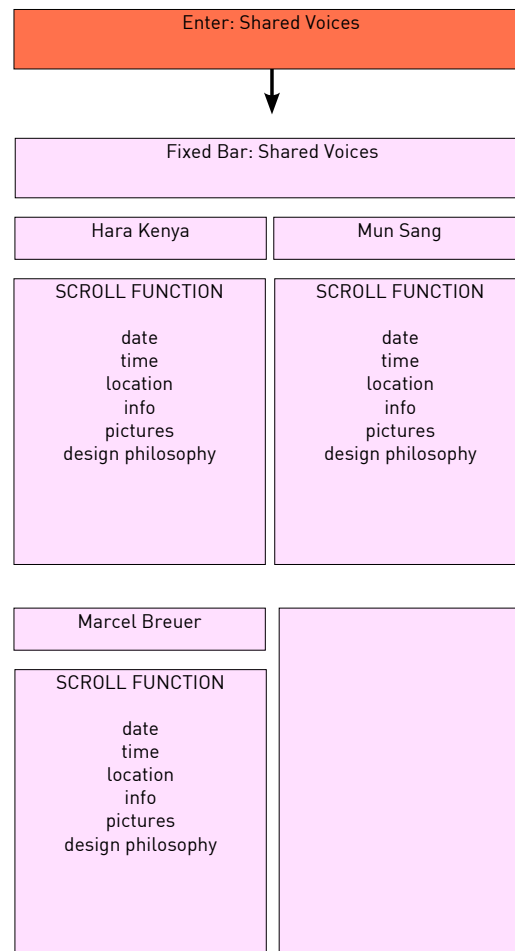 Enter: Shared Voices
Fixed Bar: Shared Voices
Hara Kenya
Mun Sang
SCROLL FUNCTION
date
time
location
info
pictures
design philosophy
SCROLL FUNCTION
date
time
location
info
pictures
design philosophy
Marcel Breuer
SCROLL FUNCTION
date
time
location
info
pictures
design philosophy